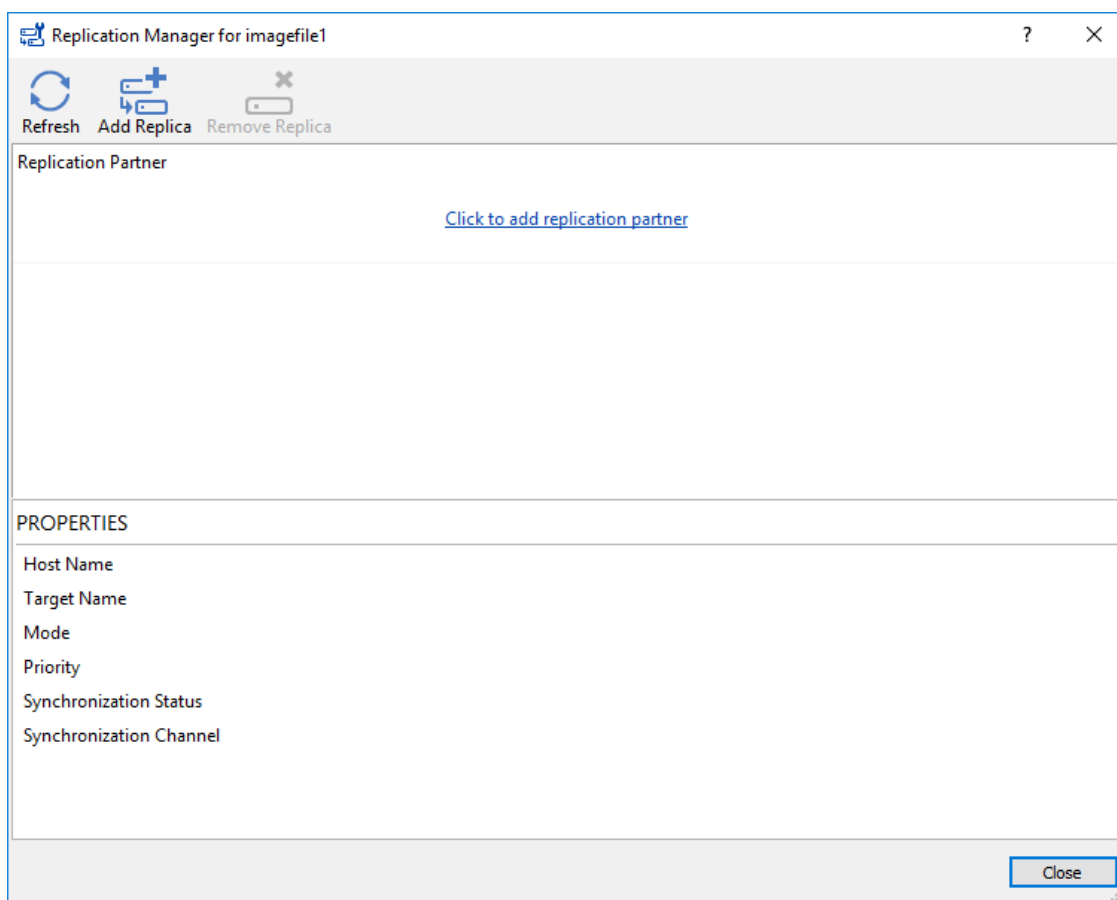 Replication Manager for imagefile1
?
Refresh Add Replica Remove Replica
Replication Partner
Click to add replication partner
PROPERTIES
Host Name
Target Name
Mode
Priority
Synchronization Status
Synchronization Channel
Close